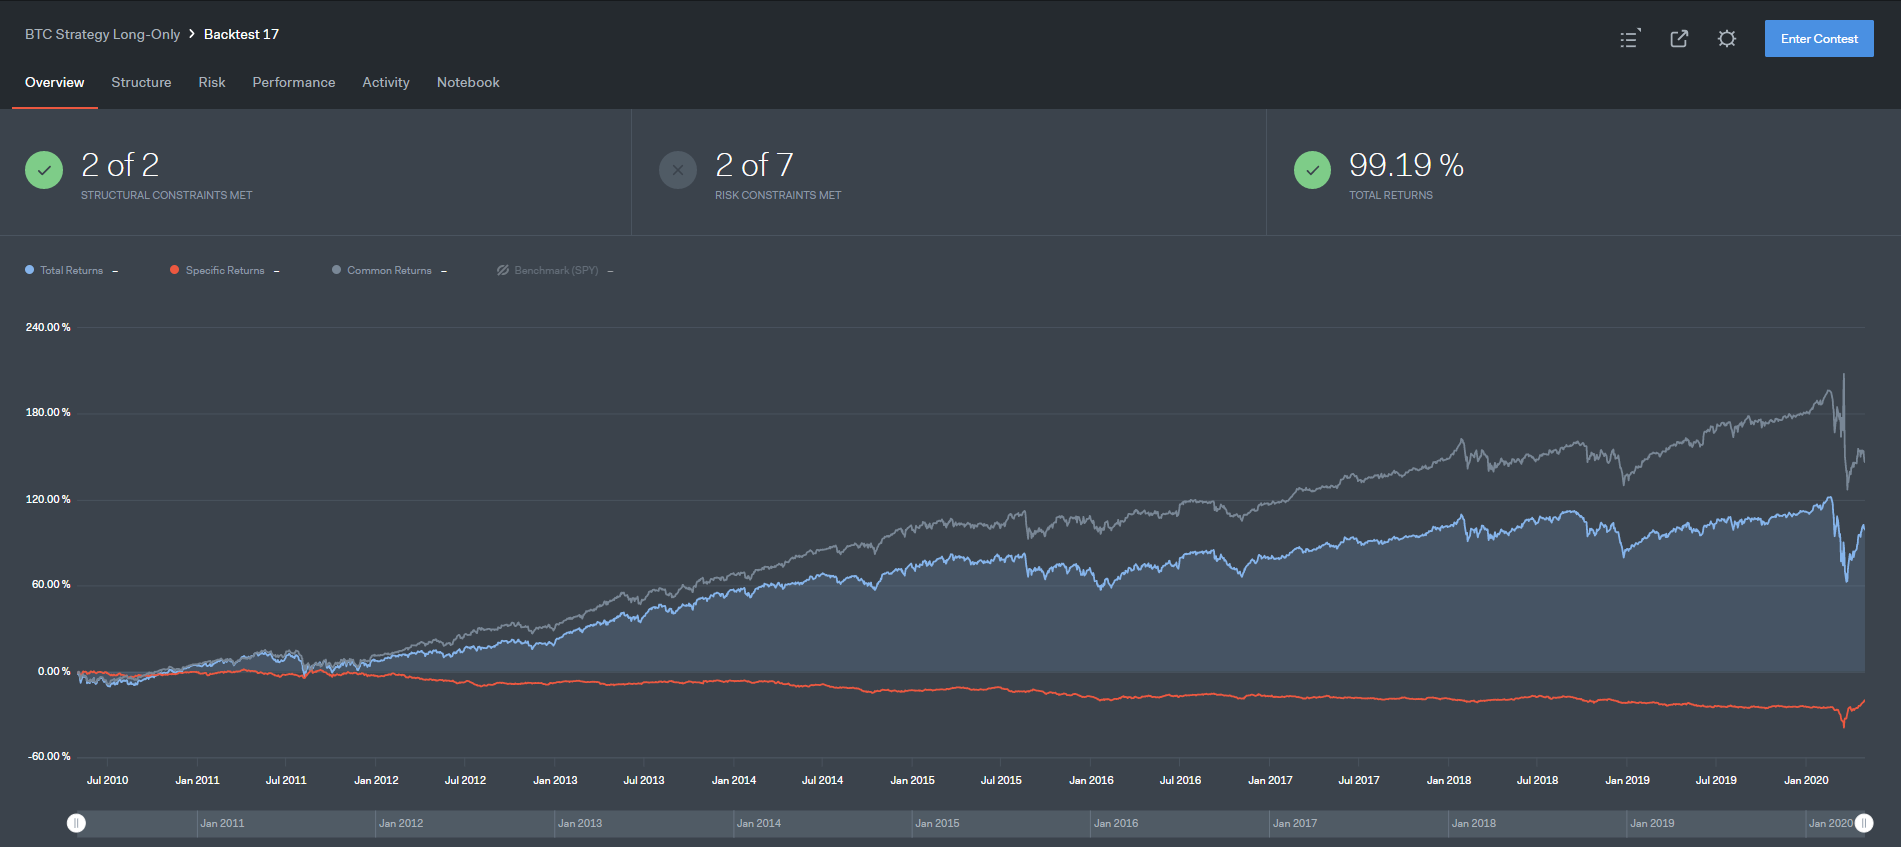 BTC Strategy Long-Only > Backtest 17
Enter Contest
Overview Structure Risk Performance Activity Notebook
2 of 2
STRUCTURAL CONSTRAINTS MET
2 of 7
RISK CONSTRAINTS MET
99.19 %
TOTAL RETURNS
Total Returns – Specific Returns – Common Returns – Benchmark (SPY) –
240.00 %
180.00 %
120.00 %
60.00 %
0.00 %
-60.00 %
Jul 2010 Jan 2011 Jul 2011 Jan 2012 Jul 2012 Jan 2013 Jul 2013 Jan 2014 Jul 2014 Jan 2015 Jul 2015 Jan 2016 Jul 2016 Jan 2017 Jul 2017 Jan 2018 Jul 2018 Jan 2019 Jul 2019 Jan 2020
Jan 2011 Jan 2012 Jan 2013 Jan 2014 Jan 2015 Jan 2016 Jan 2017 Jan 2018 Jan 2019 Jan 2020